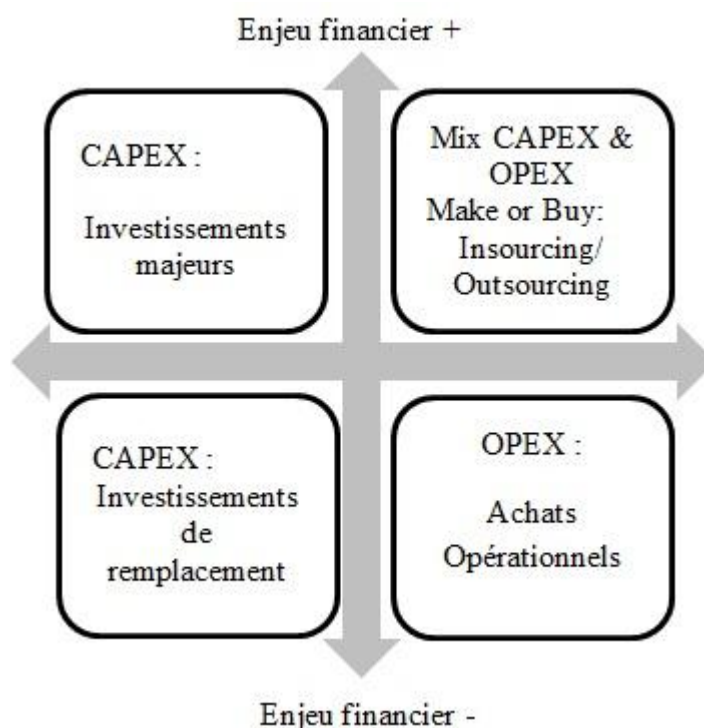 Enjeu financier +
CAPEX :
Investissements
majeurs
Mix CAPEX &
OPEX
Make or Buy:
Insourcing/
Outsourcing
CAPEX :
Investissements
de
remplacement
OPEX :
Achats
Opérationnels
Enjeu financier -